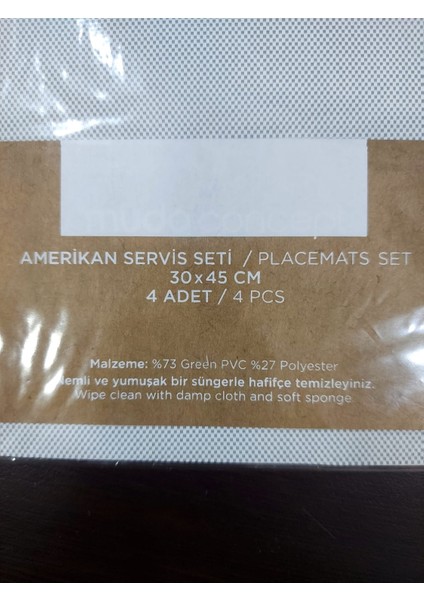 AMERİKAN SERVİS SETİ / PLACEMATS SET
30x45 CM
4 ADET / 4 PCS
Malzeme: %73 Green PVC %27 Polyester
Nemli ve yumuşak bir süngerle hafifçe temizleyiniz.
Wipe clean with damp cloth and soft sponge